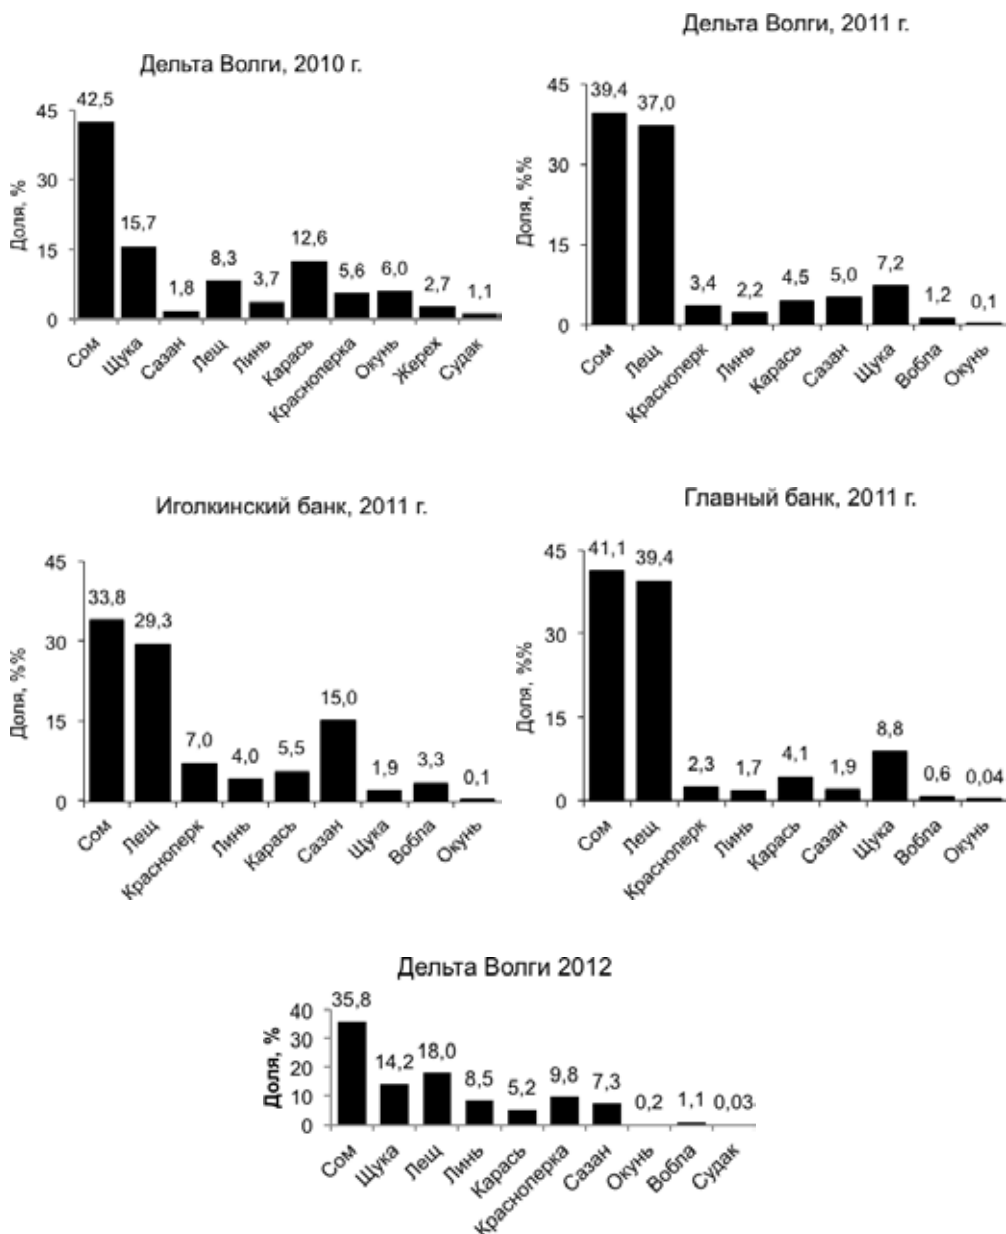 Дельта Волги, 2010 г.
Доля, %
45
30
15
0
42,5
15,7
1,8
8,3
3,7
12,6
5,6
6,0
2,7
1,1
Сом
Щука
Сазан
Лещ
Линь
Карась
Красноперка
Окунь
Жерех
Судак
Дельта Волги, 2011 г.
Доля, %%
45
30
15
0
39,4
37,0
3,4
2,2
4,5
5,0
7,2
1,2
0,1
Сом
Лещ
Красноперк
Линь
Карась
Сазан
Щука
Вобла
Окунь
Иголкинский банк, 2011 г.
Доля, %%
45
30
15
0
33,8
29,3
7,0
4,0
5,5
15,0
1,9
3,3
0,1
Сом
Лещ
Красноперк
Линь
Карась
Сазан
Щука
Вобла
Окунь
Главный банк, 2011 г.
Доля, %%
45
30
15
0
41,1
39,4
2,3
1,7
4,1
1,9
8,8
0,6
0,04
Сом
Лещ
Красноперк
Линь
Карась
Сазан
Щука
Вобла
Окунь
Дельта Волги 2012
Доля, %
40
30
20
10
0
35,8
14,2
18,0
8,5
5,2
9,8
7,3
0,2
1,1
0,03
Сом
Щука
Лещ
Линь
Карась
Красноперка
Сазан
Окунь
Вобла
Судак